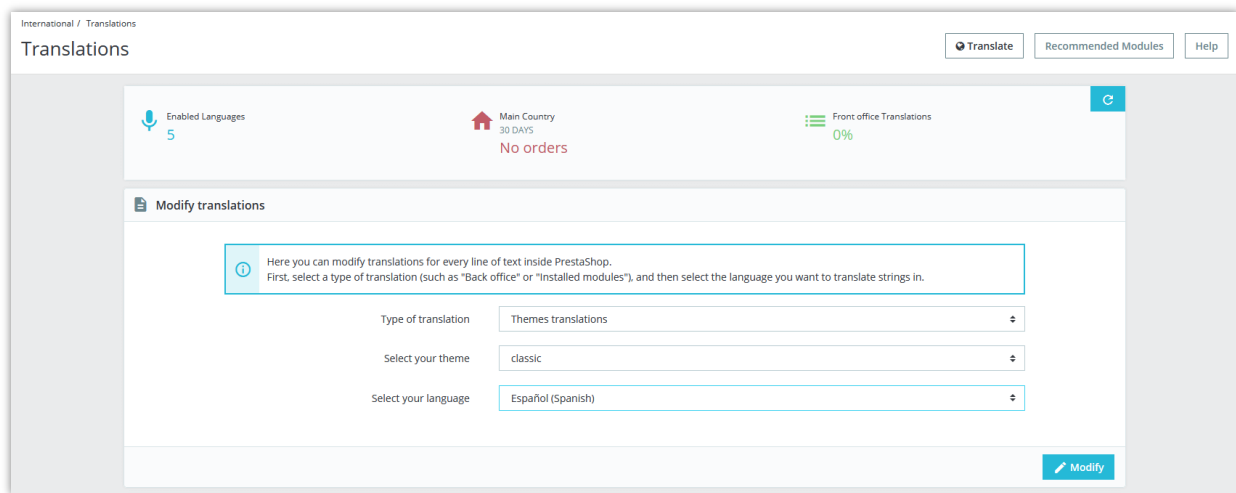 International / Translations
Translations
Translate
Recommended Modules
Help
Enabled Languages
5
Main Country
30 DAYS
No orders
Front office Translations
0%
Modify translations
Here you can modify translations for every line of text inside PrestaShop.
First, select a type of translation (such as "Back office" or "Installed modules"), and then select the language you want to translate strings in.
Type of translation
Themes translations
Select your theme
classic
Select your language
Español (Spanish)
Modify